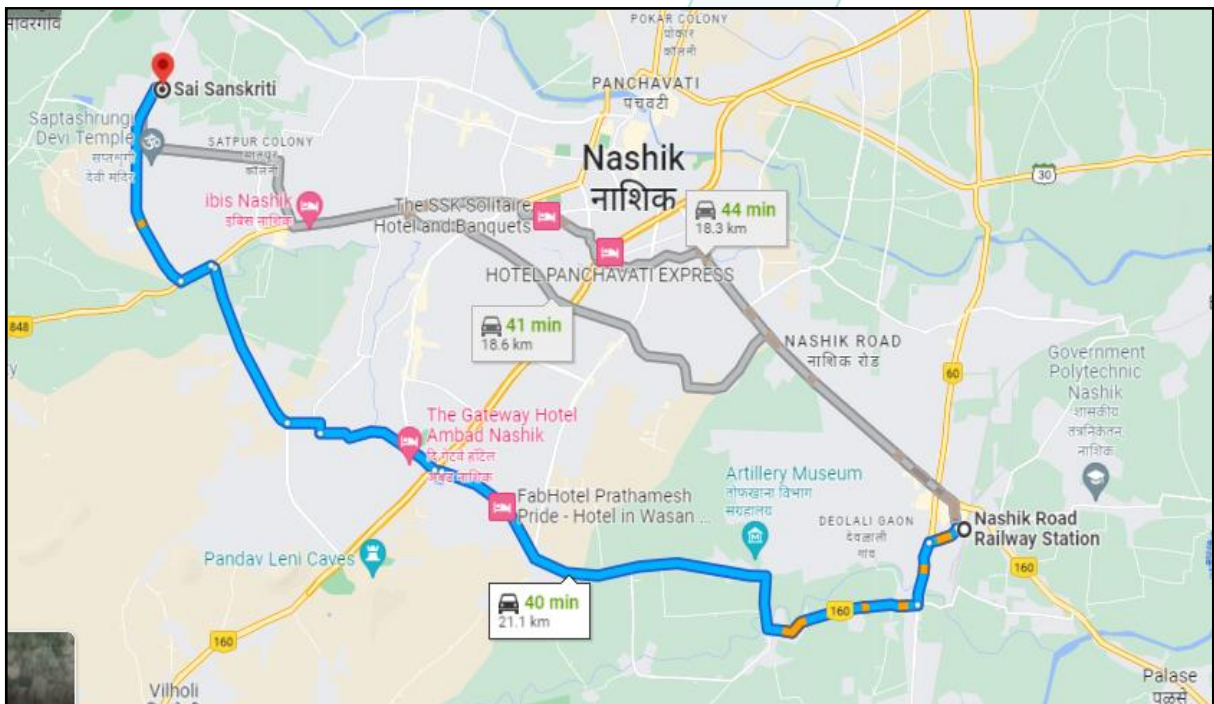 सावरगाव
Sai Sanskriti
Saptashrungi
Devi Temple
सप्तशृंगी
देवी मंदिर
SATPUR COLONY
सातपूर
कॉलनी
ibis Nashik
इबिस नाशिक
The SSK Solitaire
Hotel and Banquets
POKAR COLONY
पोकार
कॉलनी
PANCHAVATI
पंचवटी
Nashik
नाशिक
30
44 min
18.3 km
HOTEL PANCHAVATI EXPRESS
41 min
18.6 km
848
NASHIK ROAD
नाशिक रोड
60
Government
Polytechnic
Nashik
शासकीय
तंत्रनिकेतन
नाशिक
The Gateway Hotel
Ambad Nashik
दि गेटवे हॉटेल
अंबड नाशिक
FabHotel Prathamesh
Pride - Hotel in Wasan ...
Artillery Museum
तोफखाना विभाग
संग्रहालय
DEOLALI GAON
देवळाली
गाव
Nashik Road
Railway Station
Pandav Leni Caves
40 min
21.1 km
160
160
160
Vilholi
Palase
पळसे